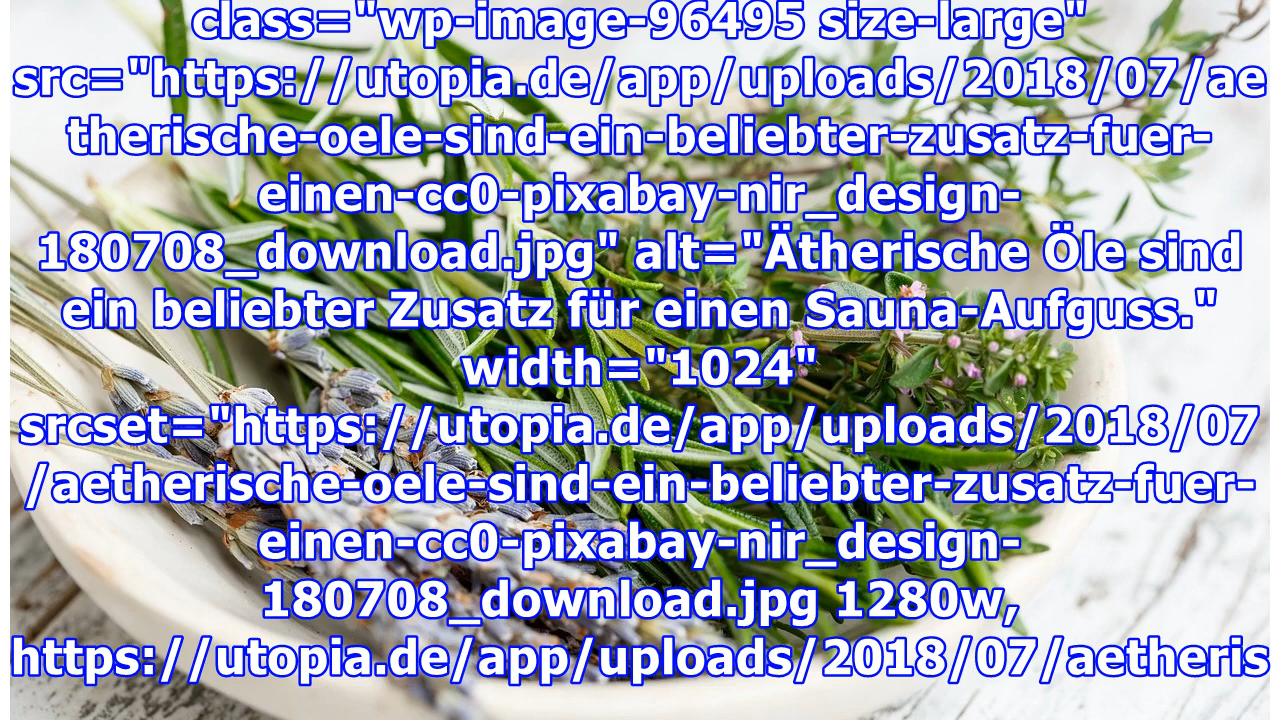 class="wp-image-96495 size-large"
src="https://utopia.de/app/uploads/2018/07/ae
therische-oele-sind-ein-beliebter-zusatz-fuer-
einen-cc0-pixabay-nir_design-
180708_download.jpg" alt="Ätherische Öle sind
ein beliebter Zusatz für einen Sauna-Aufguss."
width="1024"
srcset="https://utopia.de/app/uploads/2018/07
/aetherische-oele-sind-ein-beliebter-zusatz-fuer-
einen-cc0-pixabay-nir_design-
180708_download.jpg 1280w,
https://utopia.de/app/uploads/2018/07/aetheris